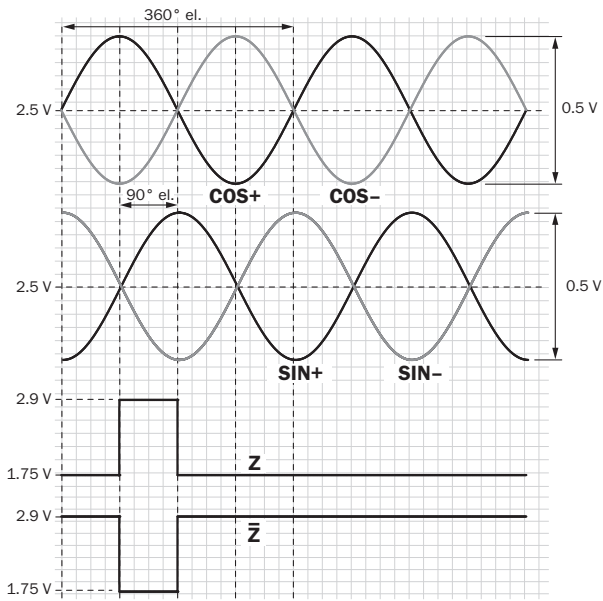 360° el.
2.5 V
0.5 V
COS+ COS–
90° el.
2.5 V
0.5 V
SIN+ SIN–
2.9 V
Z
1.75 V
2.9 V
Z̅
1.75 V